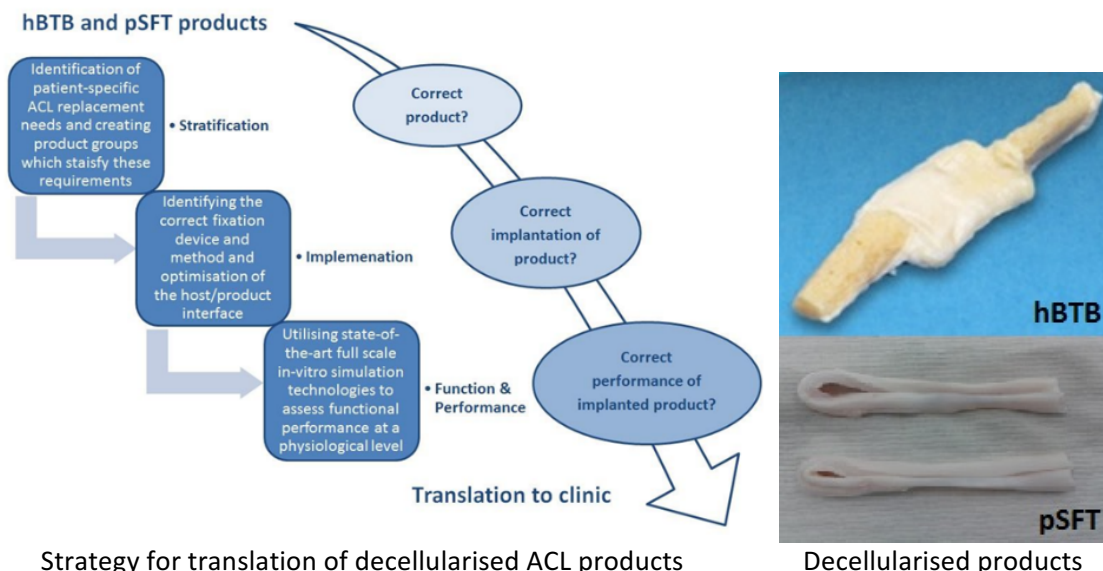 hBTB and pSFT products
Identification of
patient-specific
ACL replacement
needs and creating
product groups
which staisfy these
requirements
• Stratification
Correct
product?
Identifying the
correct fixation
device and
method and
optimisation of
the host/product
interface
• Implemenation
Correct
implantation of
product?
Utilising state-of-
the-art full scale
in-vitro simulation
technologies to
assess functional
performance at a
physiological level
• Function &
Performance
Correct
performance of
implanted product?
Translation to clinic
hBTB
pSFT
Strategy for translation of decellularised ACL products
Decellularised products